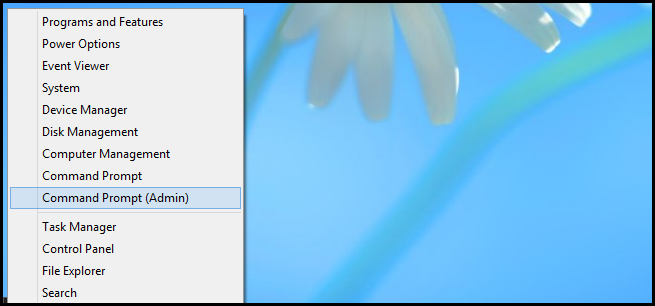 Programs and Features
Power Options
Event Viewer
System
Device Manager
Disk Management
Computer Management
Command Prompt
Command Prompt (Admin)
Task Manager
Control Panel
File Explorer
Search